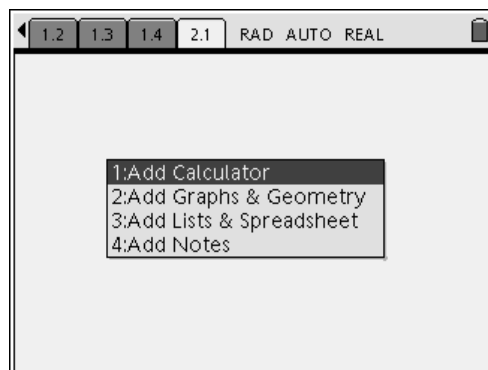 1.2 1.3 1.4 2.1 RAD AUTO REAL
1:Add Calculator
2:Add Graphs & Geometry
3:Add Lists & Spreadsheet
4:Add Notes